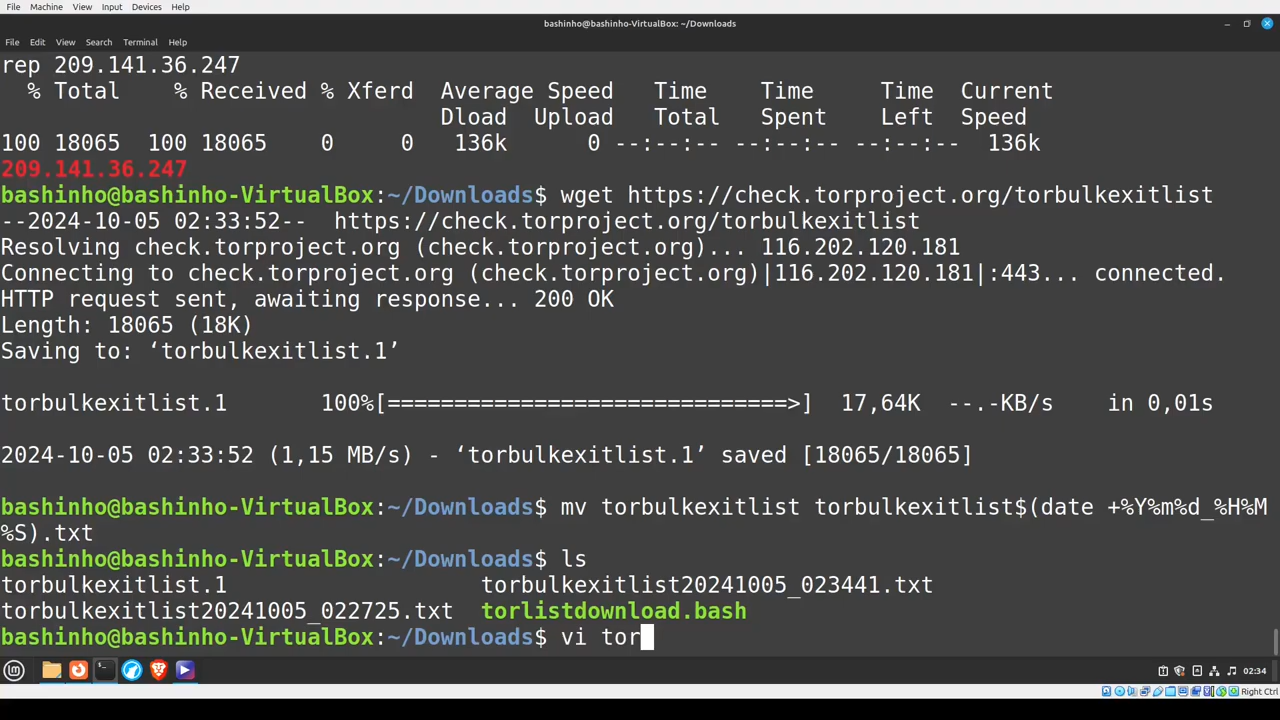 File Machine View Input Devices Help
bashinho@bashinho-VirtualBox: ~/Downloads
File Edit View Search Terminal Help
rep 209.141.36.247
% Total % Received % Xferd Average Speed Time Time Time Current
Dload Upload Total Spent Left Speed
100 18065 100 18065 0 0 136k 0 --:--:-- --:--:-- --:--:-- 136k
209.141.36.247
bashinho@bashinho-VirtualBox:~/Downloads$ wget https://check.torproject.org/torbulkexitlist
--2024-10-05 02:33:52-- https://check.torproject.org/torbulkexitlist
Resolving check.torproject.org (check.torproject.org)... 116.202.120.181
Connecting to check.torproject.org (check.torproject.org)|116.202.120.181|:443... connected.
HTTP request sent, awaiting response... 200 OK
Length: 18065 (18K)
Saving to: ‘torbulkexitlist.1’
torbulkexitlist.1 100%[==============================>] 17,64K --.-KB/s in 0,01s
2024-10-05 02:33:52 (1,15 MB/s) - ‘torbulkexitlist.1’ saved [18065/18065]
bashinho@bashinho-VirtualBox:~/Downloads$ mv torbulkexitlist torbulkexitlist$(date +%Y%m%d_%H%M
%S).txt
bashinho@bashinho-VirtualBox:~/Downloads$ ls
torbulkexitlist.1 torbulkexitlist20241005_023441.txt
torbulkexitlist20241005_022725.txt torlistdownload.bash
bashinho@bashinho-VirtualBox:~/Downloads$ vi tor
02:34
Right Ctrl